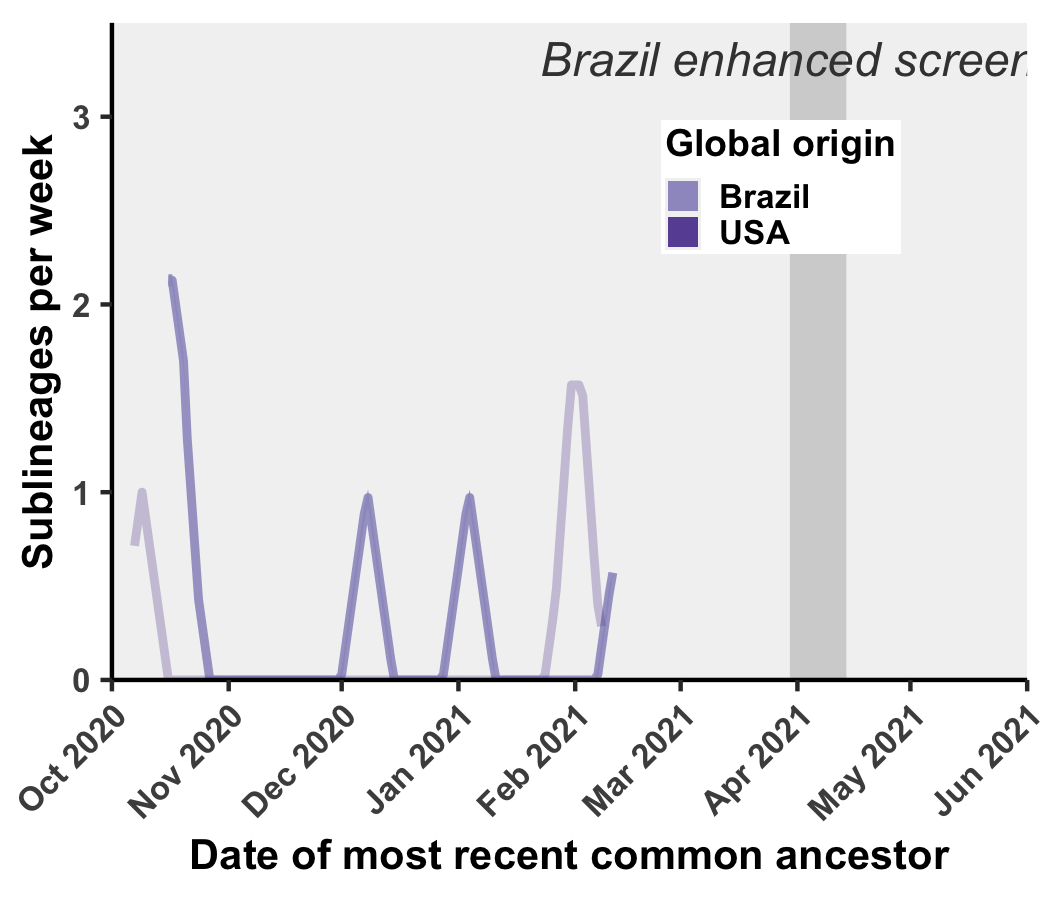 Brazil enhanced screen
3
Global origin
Brazil
USA
2
1
0
Sublineages per week
Oct 2020
Nov 2020
Dec 2020
Jan 2021
Feb 2021
Mar 2021
Apr 2021
May 2021
Jun 2021
Date of most recent common ancestor